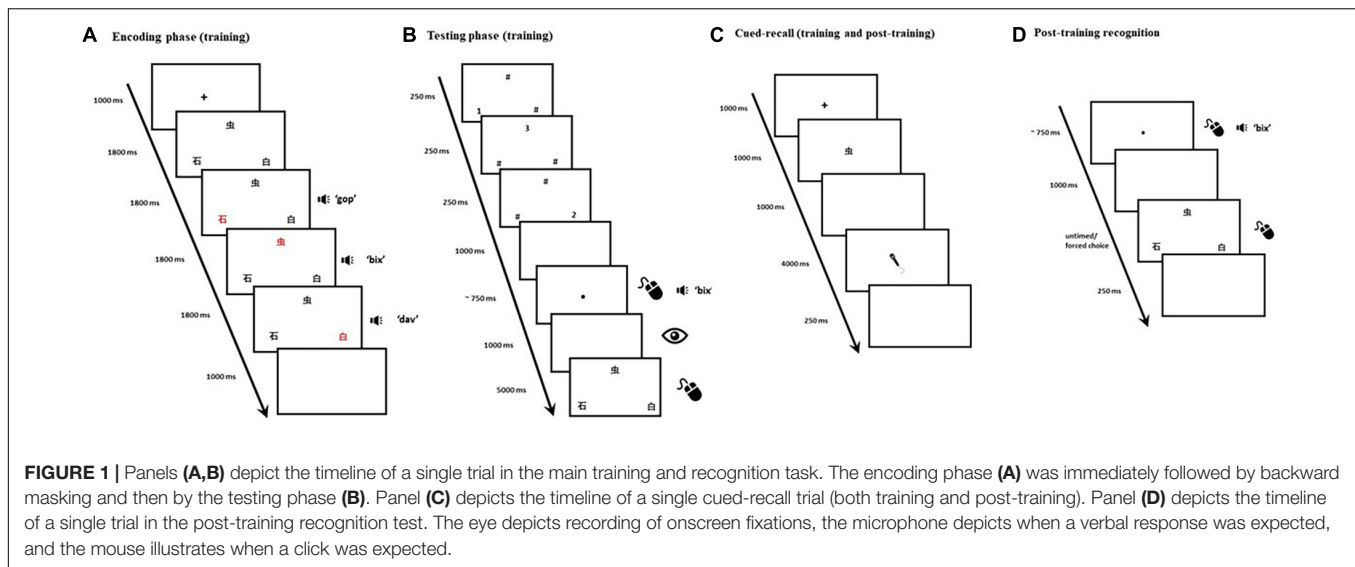 A Encoding phase (training)
1000 ms
+
1800 ms
虫
石 白
1800 ms
虫
石 白
'gop'
1800 ms
虫
石 白
'bix'
1800 ms
虫
石 白
'dav'
1000 ms
B Testing phase (training)
250 ms
#
1 #
250 ms
3
# #
250 ms
#
# 2
1000 ms
~ 750 ms
'bix'
1000 ms
5000 ms
虫
石 白
C Cued-recall (training and post-training)
1000 ms
+
1000 ms
虫
1000 ms
4000 ms
250 ms
D Post-training recognition
~ 750 ms
'bix'
1000 ms
untimed/
forced choice
虫
石 白
250 ms
FIGURE 1 | Panels (A,B) depict the timeline of a single trial in the main training and recognition task. The encoding phase (A) was immediately followed by backward
masking and then by the testing phase (B). Panel (C) depicts the timeline of a single cued-recall trial (both training and post-training). Panel (D) depicts the timeline
of a single trial in the post-training recognition test. The eye depicts recording of onscreen fixations, the microphone depicts when a verbal response was expected,
and the mouse illustrates when a click was expected.